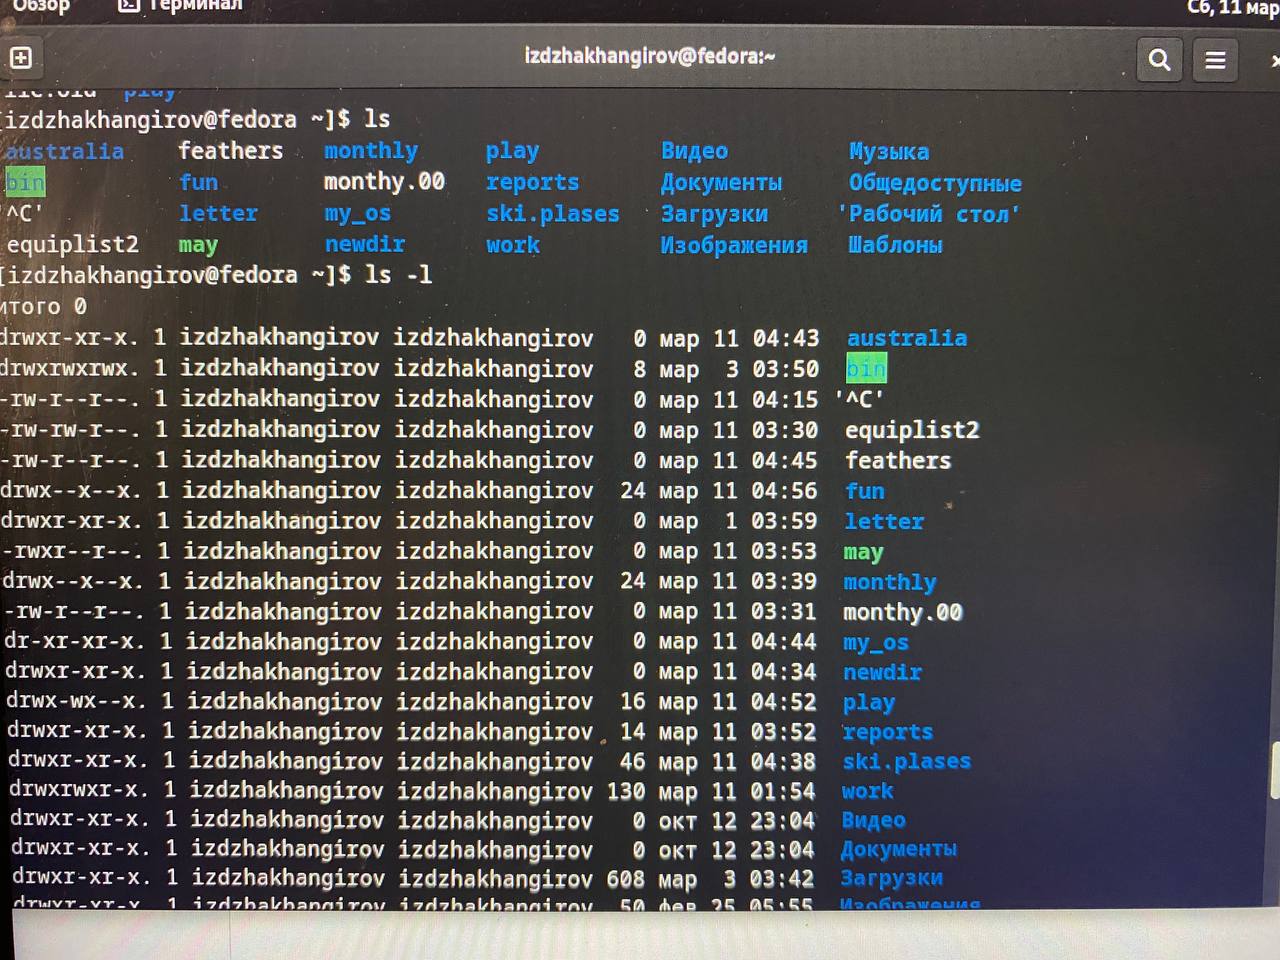 Обзор Терминал Сб, 11 мар
izdzhakhangirov@fedora:~
play
[izdzhakhangirov@fedora ~]$ ls
australia feathers monthly play Видео Музыка
bin fun monthy.00 reports Документы Общедоступные
'^C' letter my_os ski.plases Загрузки 'Рабочий стол'
equiplist2 may newdir work Изображения Шаблоны
[izdzhakhangirov@fedora ~]$ ls -l
итого 0
drwxr-xr-x. 1 izdzhakhangirov izdzhakhangirov 0 мар 11 04:43 australia
drwxrwxrwx. 1 izdzhakhangirov izdzhakhangirov 8 мар 3 03:50 bin
-rw-r--r--. 1 izdzhakhangirov izdzhakhangirov 0 мар 11 04:15 '^C'
-rw-rw-r--. 1 izdzhakhangirov izdzhakhangirov 0 мар 11 03:30 equiplist2
-rw-r--r--. 1 izdzhakhangirov izdzhakhangirov 0 мар 11 04:45 feathers
drwx--x--x. 1 izdzhakhangirov izdzhakhangirov 24 мар 11 04:56 fun
drwxr-xr-x. 1 izdzhakhangirov izdzhakhangirov 0 мар 1 03:59 letter
-rwxr--r--. 1 izdzhakhangirov izdzhakhangirov 0 мар 11 03:53 may
drwx--x--x. 1 izdzhakhangirov izdzhakhangirov 24 мар 11 03:39 monthly
-rw-r--r--. 1 izdzhakhangirov izdzhakhangirov 0 мар 11 03:31 monthy.00
dr-xr-xr-x. 1 izdzhakhangirov izdzhakhangirov 0 мар 11 04:44 my_os
drwxr-xr-x. 1 izdzhakhangirov izdzhakhangirov 0 мар 11 04:34 newdir
drwx-wx--x. 1 izdzhakhangirov izdzhakhangirov 16 мар 11 04:52 play
drwxr-xr-x. 1 izdzhakhangirov izdzhakhangirov 14 мар 11 03:52 reports
drwxr-xr-x. 1 izdzhakhangirov izdzhakhangirov 46 мар 11 04:38 ski.plases
drwxrwxr-x. 1 izdzhakhangirov izdzhakhangirov 130 мар 11 01:54 work
drwxr-xr-x. 1 izdzhakhangirov izdzhakhangirov 0 окт 12 23:04 Видео
drwxr-xr-x. 1 izdzhakhangirov izdzhakhangirov 0 окт 12 23:04 Документы
drwxr-xr-x. 1 izdzhakhangirov izdzhakhangirov 608 мар 3 03:42 Загрузки
drwxr-xr-x 1 izdzhakhangirov izdzhakhangirov 50 фев 25 05:55 Изображения